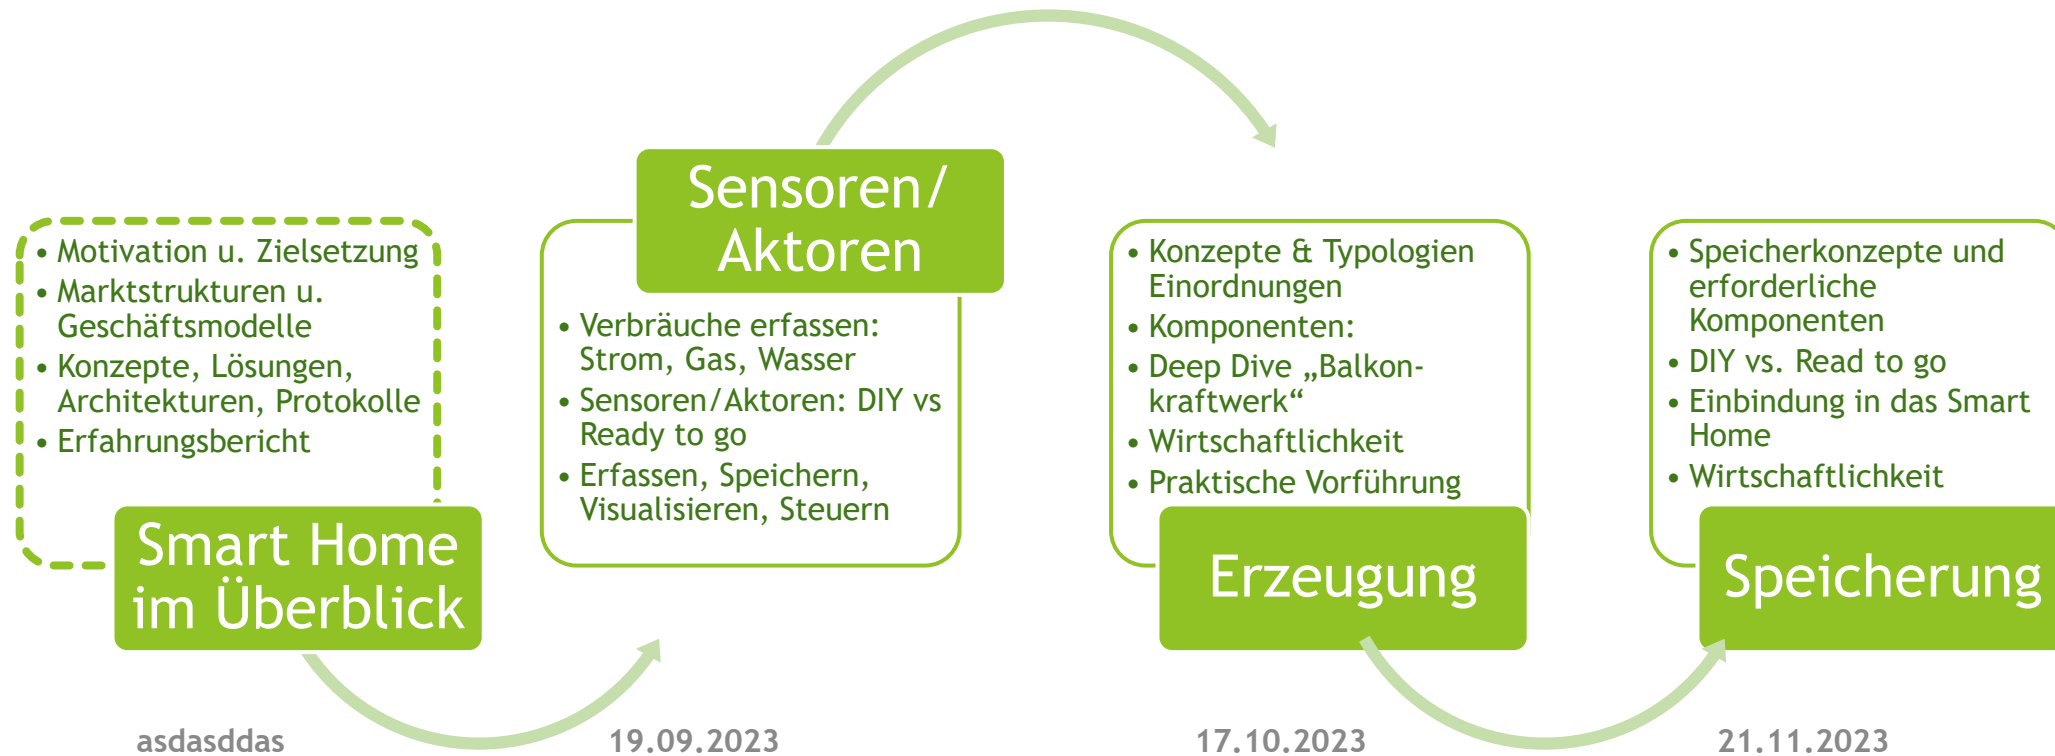 • Motivation u. Zielsetzung
• Marktstrukturen u.
Geschäftsmodelle
• Konzepte, Lösungen,
Architekturen, Protokolle
• Erfahrungsbericht
Smart Home
im Überblick
asdasddas
Sensoren/
Aktoren
• Verbräuche erfassen:
Strom, Gas, Wasser
• Sensoren/Aktoren: DIY vs
Ready to go
• Erfassen, Speichern,
Visualisieren, Steuern
19.09.2023
• Konzepte & Typologien
Einordnungen
• Komponenten:
• Deep Dive „Balkon-
kraftwerk“
• Wirtschaftlichkeit
• Praktische Vorführung
Erzeugung
17.10.2023
• Speicherkonzepte und
erforderliche
Komponenten
• DIY vs. Read to go
• Einbindung in das Smart
Home
• Wirtschaftlichkeit
Speicherung
21.11.2023